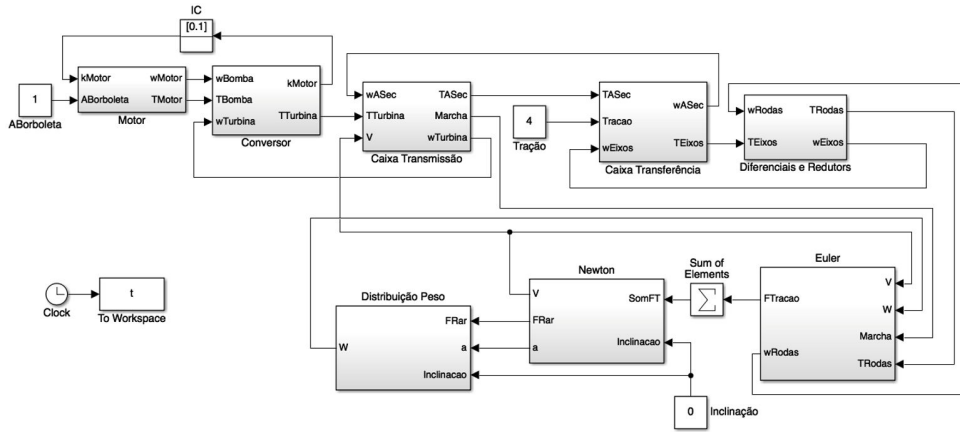 IC
[0.1]
kMotor
ABorboleta
wMotor
TMotor
Motor
1
ABorboleta
wBomba
TBomba
wTurbina
kMotor
TTurbina
Conversor
wASec
TTurbina
V
TASec
Marcha
wTurbina
Caixa Transmissão
4
Tração
TASec
Tracao
wEixos
wASec
TEixos
Caixa Transferência
wRodas
TEixos
TRodas
wEixos
Diferenciais e Redutors
Clock
t
To Workspace
Distribuição Peso
W
FRar
a
Inclinacao
Newton
V
FRar
a
SomFT
Inclinacao
Sum of
Elements
Σ
Euler
FTracao
wRodas
V
W
Marcha
TRodas
0
Inclinação